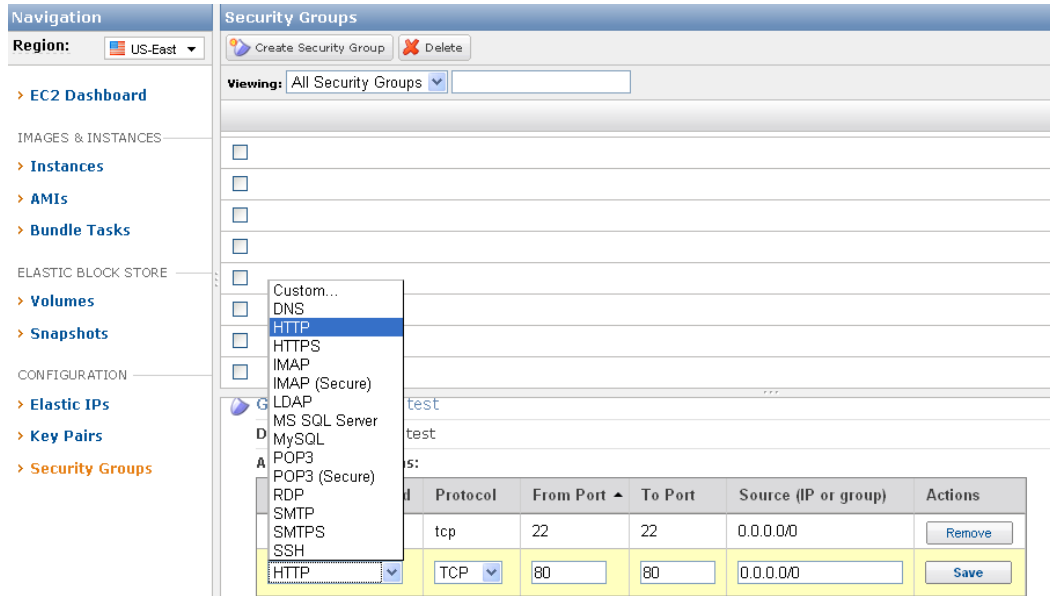 Navigation
Region: US-East
EC2 Dashboard
IMAGES & INSTANCES
Instances
AMIs
Bundle Tasks
ELASTIC BLOCK STORE
Volumes
Snapshots
CONFIGURATION
Elastic IPs
Key Pairs
Security Groups
Security Groups
Create Security Group Delete
Viewing: All Security Groups
Custom...
DNS
HTTP
HTTPS
IMAP
IMAP (Secure)
LDAP
MS SQL Server
MySQL
POP3
POP3 (Secure)
RDP
SMTP
SMTPS
SSH
G test
D test
A s:
d Protocol From Port To Port Source (IP or group) Actions
tcp 22 22 0.0.0.0/0 Remove
HTTP TCP 80 80 0.0.0.0/0 Save